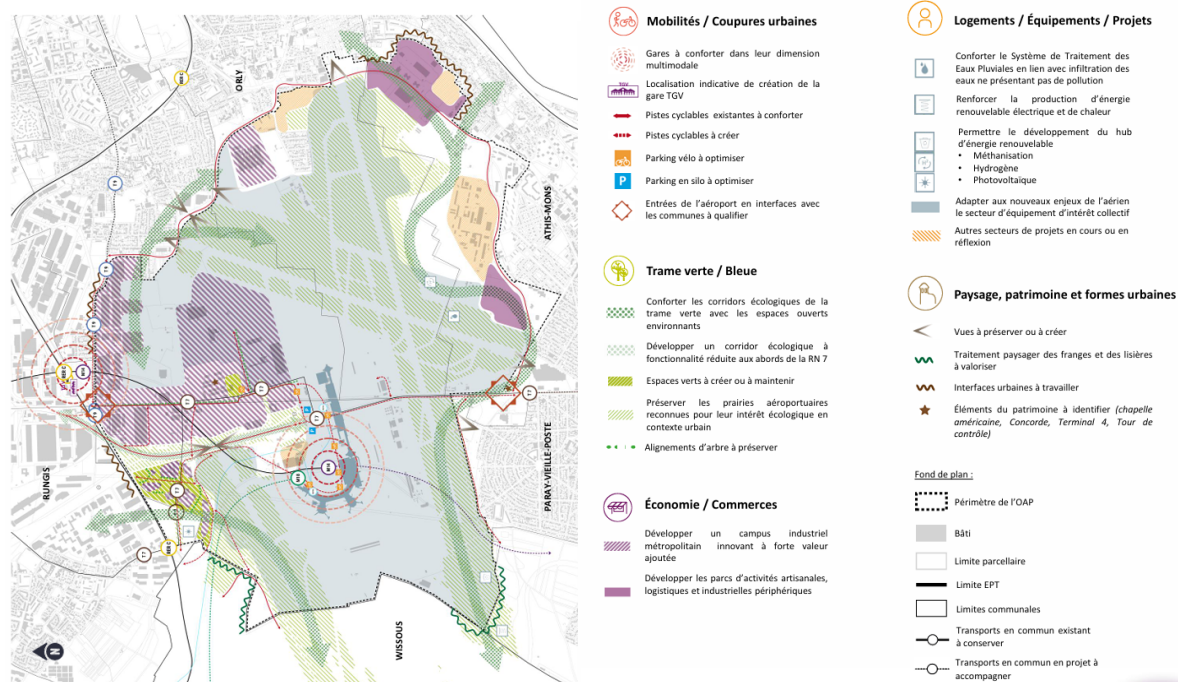 ORLY
ATHIS-MONS
RUNGIS
PARAY-VIEILLE-POSTE
WISSOUS
RER C
RER C
RER C
M14
M14
T7
T7
T7
T7
T7
T7
P
P
N
Mobilités / Coupures urbaines
Gares à conforter dans leur dimension
multimodale
TGV
Localisation indicative de création de la
gare TGV
Pistes cyclables existantes à conforter
Pistes cyclables à créer
Parking vélo à optimiser
P
Parking en silo à optimiser
Entrées de l'aéroport en interfaces avec
les communes à qualifier
Trame verte / Bleue
Conforter les corridors écologiques de la
trame verte avec les espaces ouverts
environnants
Développer un corridor écologique à
fonctionnalité réduite aux abords de la RN 7
Espaces verts à créer ou à maintenir
Préserver les prairies aéroportuaires
reconnues pour leur intérêt écologique en
contexte urbain
Alignements d'arbre à préserver
Économie / Commerces
Développer un campus industriel
métropolitain innovant à forte valeur
ajoutée
Développer les parcs d'activités artisanales,
logistiques et industrielles périphériques
Logements / Équipements / Projets
Conforter le Système de Traitement des
Eaux Pluviales en lien avec infiltration des
eaux ne présentant pas de pollution
Renforcer la production d'énergie
renouvelable électrique et de chaleur
Permettre le développement du hub
d'énergie renouvelable
• Méthanisation
• Hydrogène
• Photovoltaïque
Adapter aux nouveaux enjeux de l'aérien
le secteur d'équipement d'intérêt collectif
Autres secteurs de projets en cours ou en
réflexion
Paysage, patrimoine et formes urbaines
Vues à préserver ou à créer
Traitement paysager des franges et des lisières
à valoriser
Interfaces urbaines à travailler
Éléments du patrimoine à identifier (chapelle
américaine, Concorde, Terminal 4, Tour de
contrôle)
Fond de plan :
Périmètre de l'OAP
Bâti
Limite parcellaire
Limite EPT
Limites communales
Transports en commun existant
à conserver
Transports en commun en projet à
accompagner